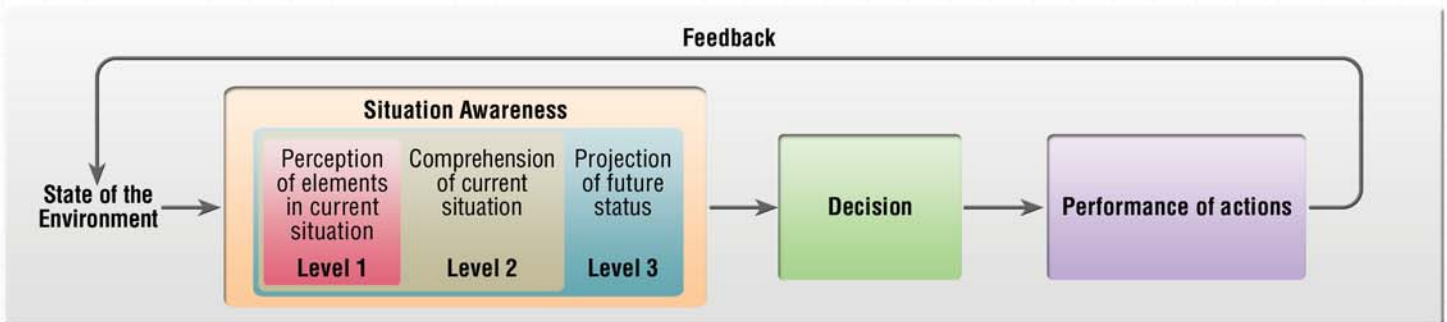 Feedback
State of the
Environment
Situation Awareness
Perception
of elements
in current
situation
Level 1
Comprehension
of current
situation
Level 2
Projection
of future
status
Level 3
Decision
Performance of actions